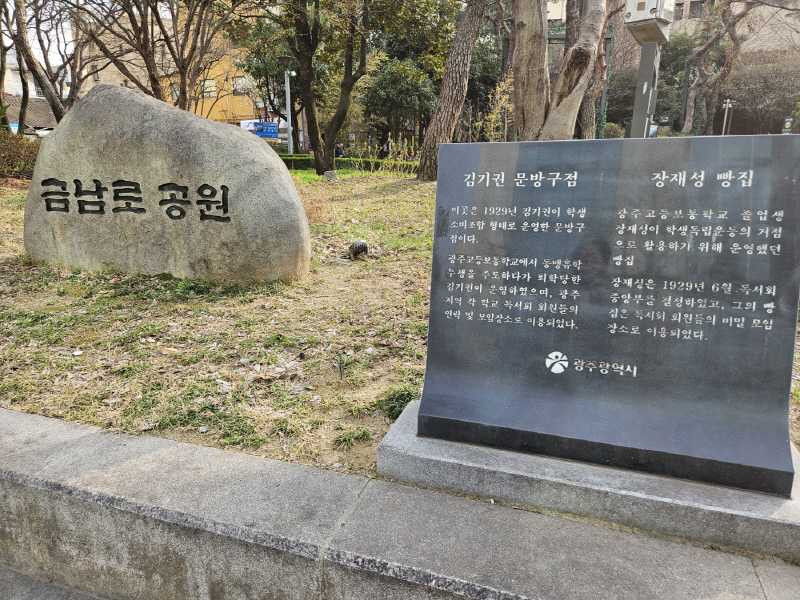 금남로 공원
김기권 문방구점
이곳은 1929년 김기권이 학생
소비조합 형태로 운영한 문방구
점이다.
광주고등보통학교에서 동맹휴학
투쟁을 주도하다가 퇴학당한
김기권이 운영하였으며, 광주
지역 각 학교 독서회 회원들의
연락 및 모임장소로 이용되었다.
장재성 빵집
광주고등보통학교 졸업생
장재성이 학생독립운동의 거점
으로 활용하기 위해 운영했던
빵집
장재성은 1929년 6월 독서회
중앙부를 결성하였고, 그의 빵
집은 독서회 회원들의 비밀 모임
장소로 이용되었다.
광주광역시